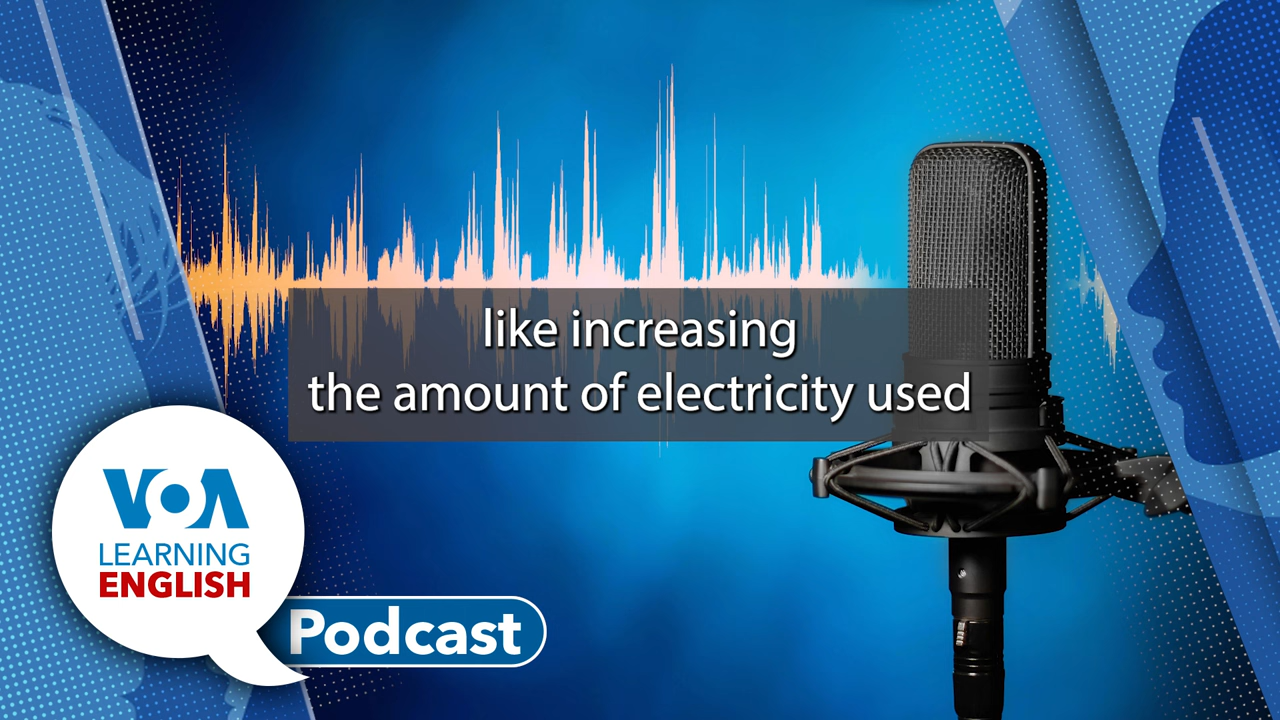 like increasing
the amount of electricity used
VOA
LEARNING
ENGLISH
Podcast